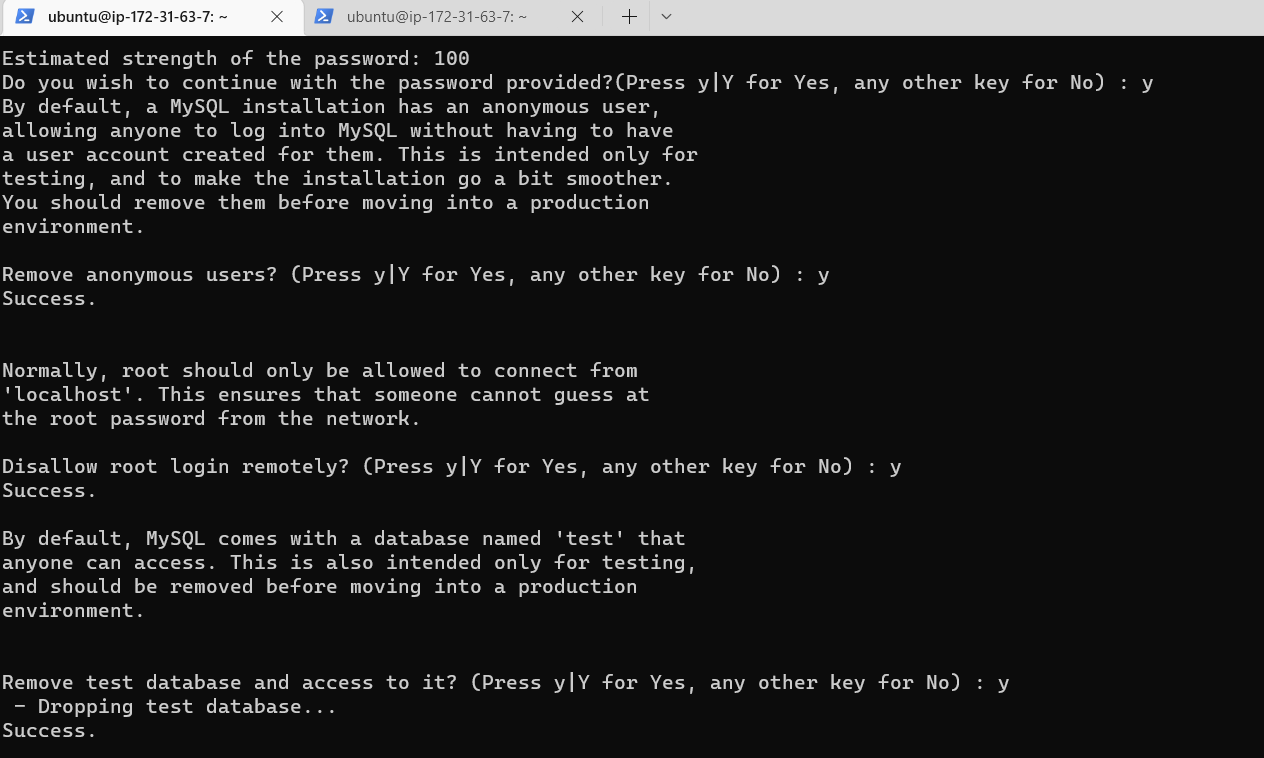 ubuntu@ip-172-31-63-7: ~
ubuntu@ip-172-31-63-7: ~
Estimated strength of the password: 100
Do you wish to continue with the password provided?(Press y|Y for Yes, any other key for No) : y
By default, a MySQL installation has an anonymous user,
allowing anyone to log into MySQL without having to have
a user account created for them. This is intended only for
testing, and to make the installation go a bit smoother.
You should remove them before moving into a production
environment.
Remove anonymous users? (Press y|Y for Yes, any other key for No) : y
Success.
Normally, root should only be allowed to connect from
'localhost'. This ensures that someone cannot guess at
the root password from the network.
Disallow root login remotely? (Press y|Y for Yes, any other key for No) : y
Success.
By default, MySQL comes with a database named 'test' that
anyone can access. This is also intended only for testing,
and should be removed before moving into a production
environment.
Remove test database and access to it? (Press y|Y for Yes, any other key for No) : y
 - Dropping test database...
Success.